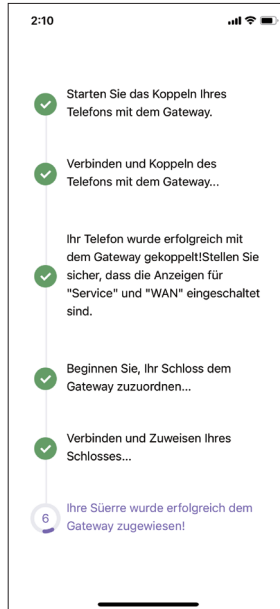 2:10
Starten Sie das Koppeln Ihres
Telefons mit dem Gateway.
Verbinden und Koppeln des
Telefons mit dem Gateway...
Ihr Telefon wurde erfolgreich mit
dem Gateway gekoppelt!Stellen Sie
sicher, dass die Anzeigen für
"Service" und "WAN" eingeschaltet
sind.
Beginnen Sie, Ihr Schloss dem
Gateway zuzuordnen...
Verbinden und Zuweisen Ihres
Schlosses...
6
Ihre Süerre wurde erfolgreich dem
Gateway zugewiesen!